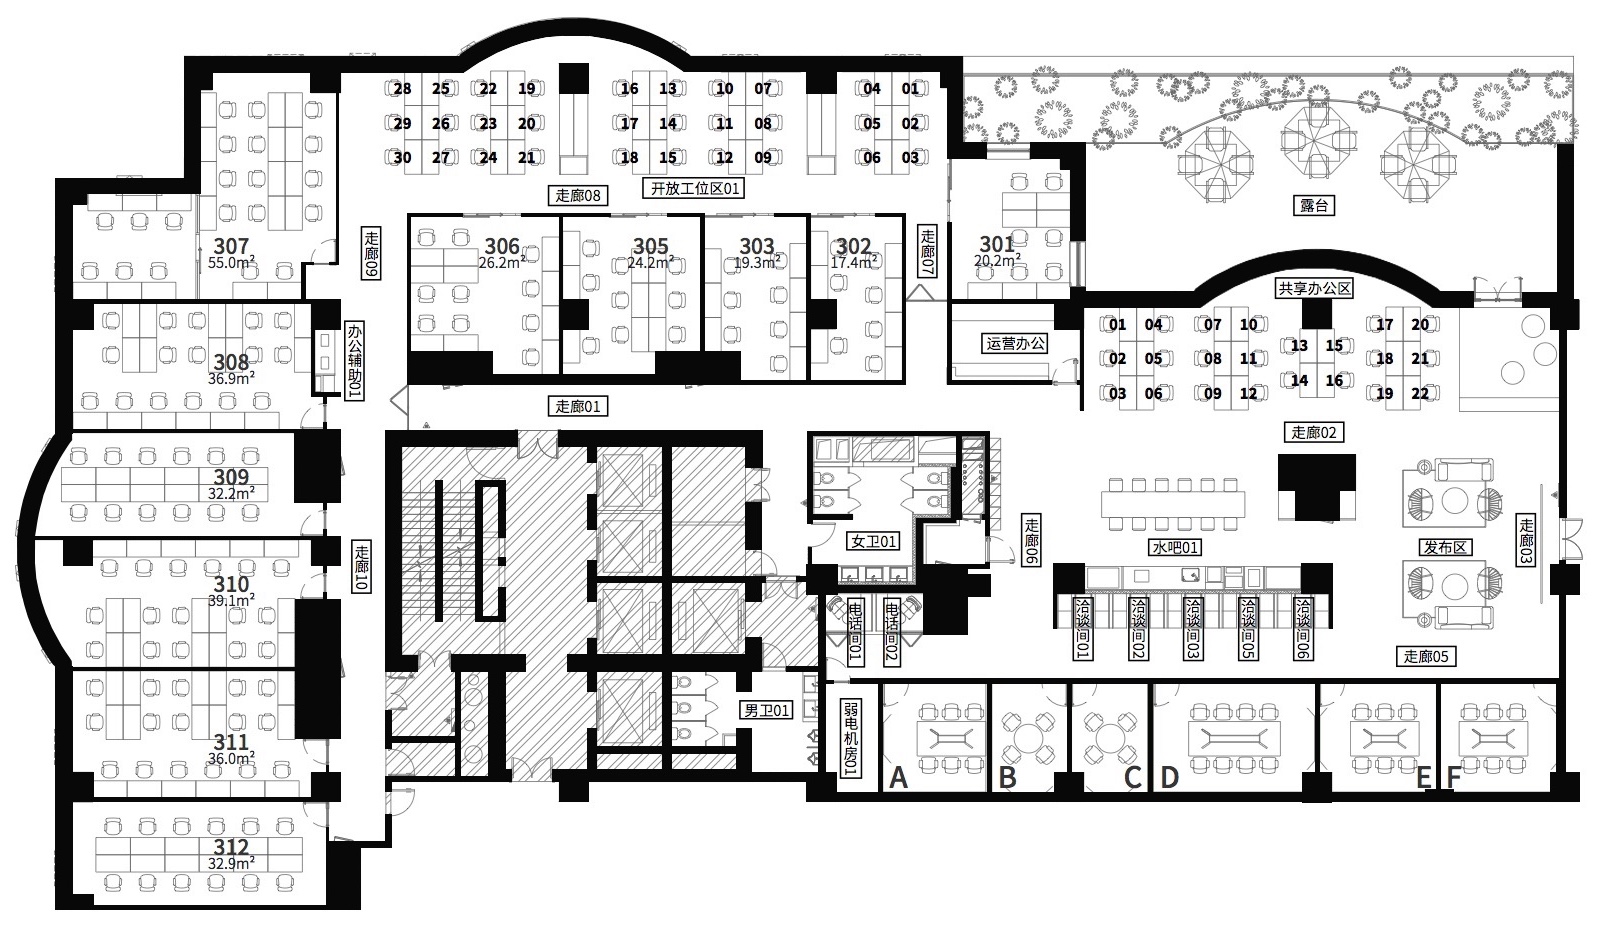 28 25 22 19 16 13 10 07 04 01
29 26 23 20 17 14 11 08 05 02
30 27 24 21 18 15 12 09 06 03
走廊08
开放工位区01
露台
307
55.0m²
走廊09
306
26.2m²
305
24.2m²
303
19.3m²
302
17.4m²
走廊07
301
20.2m²
共享办公区
308
36.9m²
办公辅助01
运营办公
01 04 07 10 13 15 17 20
02 05 08 11 14 16 18 21
03 06 09 12 19 22
走廊01
走廊02
309
32.2m²
女卫01
走廊06
水吧01
发布区
走廊03
310
39.1m²
走廊10
电话间01
电话间02
洽谈间01
洽谈间02
洽谈间03
洽谈间05
洽谈间06
走廊05
311
36.0m²
男卫01
弱电机房01
A B C D E F
312
32.9m²